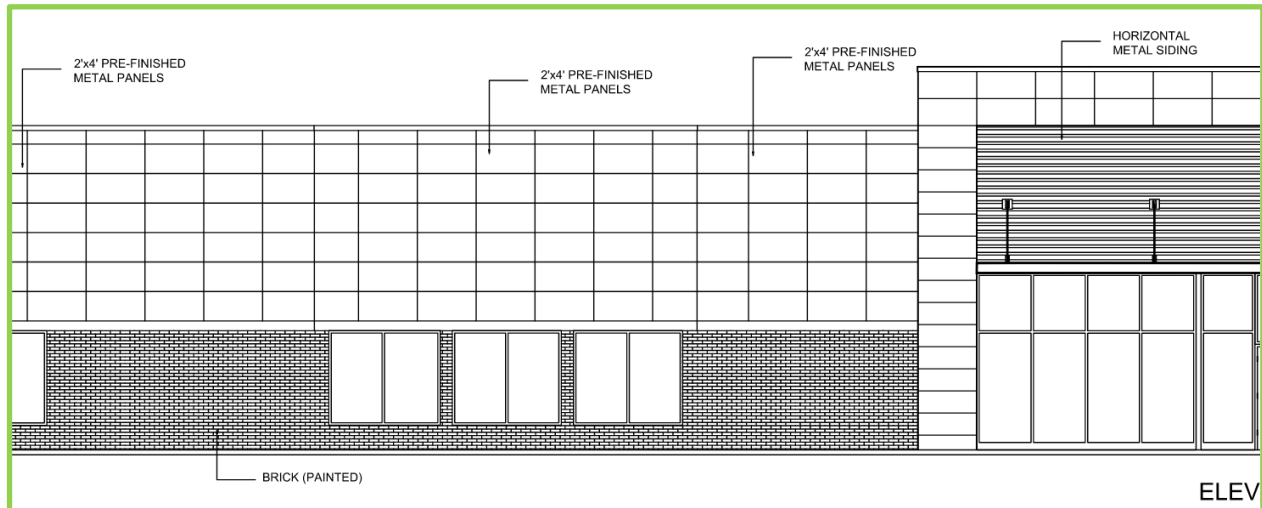 2'x4' PRE-FINISHED
METAL PANELS
2'x4' PRE-FINISHED
METAL PANELS
2'x4' PRE-FINISHED
METAL PANELS
HORIZONTAL
METAL SIDING
BRICK (PAINTED)
ELEV